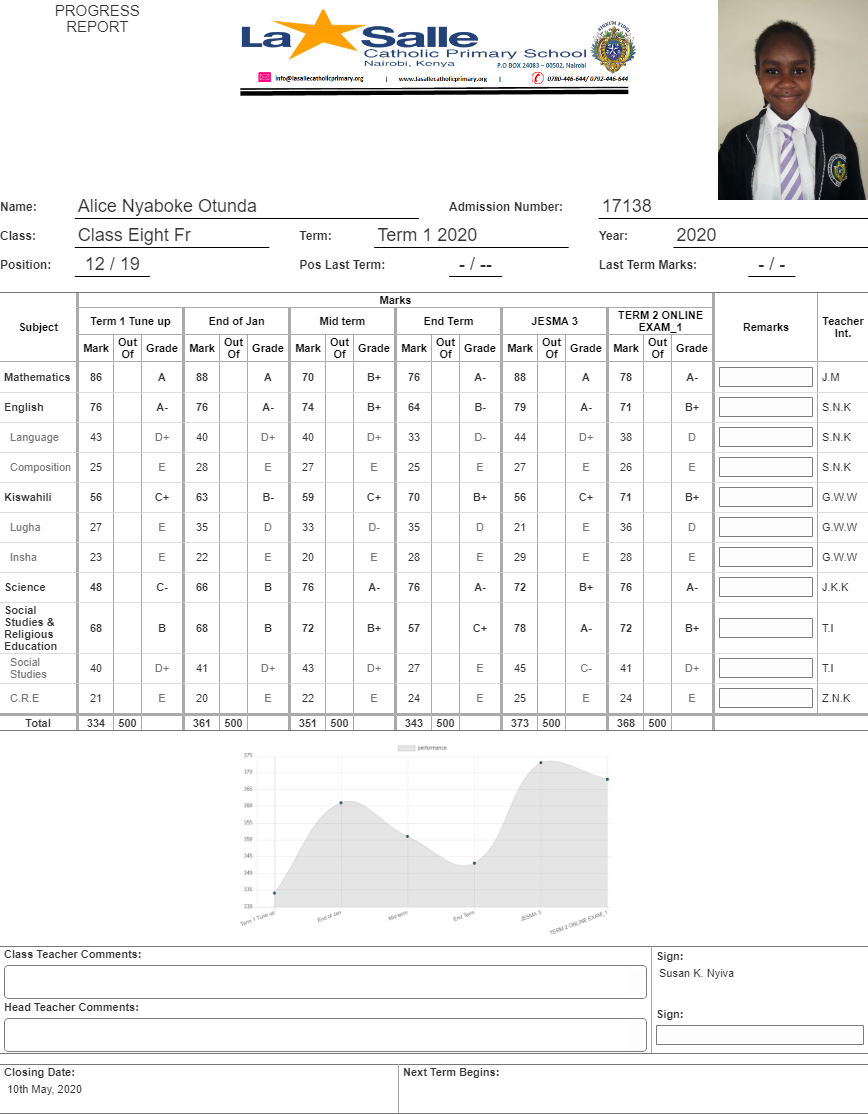 PROGRESS
REPORT
La Salle
Catholic Primary School
Nairobi, Kenya
P.O BOX 24083 – 00502, Nairobi
info@lasallecatholicprimary.org | www.lasallecatholicprimary.org | 0780-446-644/ 0792-446-644
Name: Alice Nyaboke Otunda Admission Number: 17138
Class: Class Eight Fr Term: Term 1 2020 Year: 2020
Position: 12 / 19 Pos Last Term: - / -- Last Term Marks: - / -
Marks
Subject Term 1 Tune up End of Jan Mid term End Term JESMA 3 TERM 2 ONLINE EXAM_1 Remarks Teacher Int.
Mark Out Of Grade Mark Out Of Grade Mark Out Of Grade Mark Out Of Grade Mark Out Of Grade Mark Out Of Grade
Mathematics 86 A 88 A 70 B+ 76 A- 88 A 78 A- J.M
English 76 A- 76 A- 74 B+ 64 B- 79 A- 71 B+ S.N.K
Language 43 D+ 40 D+ 40 D+ 33 D- 44 D+ 38 D S.N.K
Composition 25 E 28 E 27 E 25 E 27 E 26 E S.N.K
Kiswahili 56 C+ 63 B- 59 C+ 70 B+ 56 C+ 71 B+ G.W.W
Lugha 27 E 35 D 33 D- 35 D 21 E 36 D G.W.W
Insha 23 E 22 E 20 E 28 E 29 E 28 E G.W.W
Science 48 C- 66 B 76 A- 76 A- 72 B+ 76 A- J.K.K
Social Studies & Religious Education 68 B 68 B 72 B+ 57 C+ 78 A- 72 B+ T.I
Social Studies 40 D+ 41 D+ 43 D+ 27 E 45 C- 41 D+ T.I
C.R.E 21 E 20 E 22 E 24 E 25 E 24 E Z.N.K
Total 334 500 361 500 351 500 343 500 373 500 368 500
performance
375
370
365
360
355
350
345
340
335
330
Term 1 Tune up End of Jan Mid term End Term JESMA 3 TERM 2 ONLINE EXAM_1
Class Teacher Comments: Sign:
Susan K. Nyiva
Head Teacher Comments: Sign:
Closing Date: Next Term Begins:
10th May, 2020